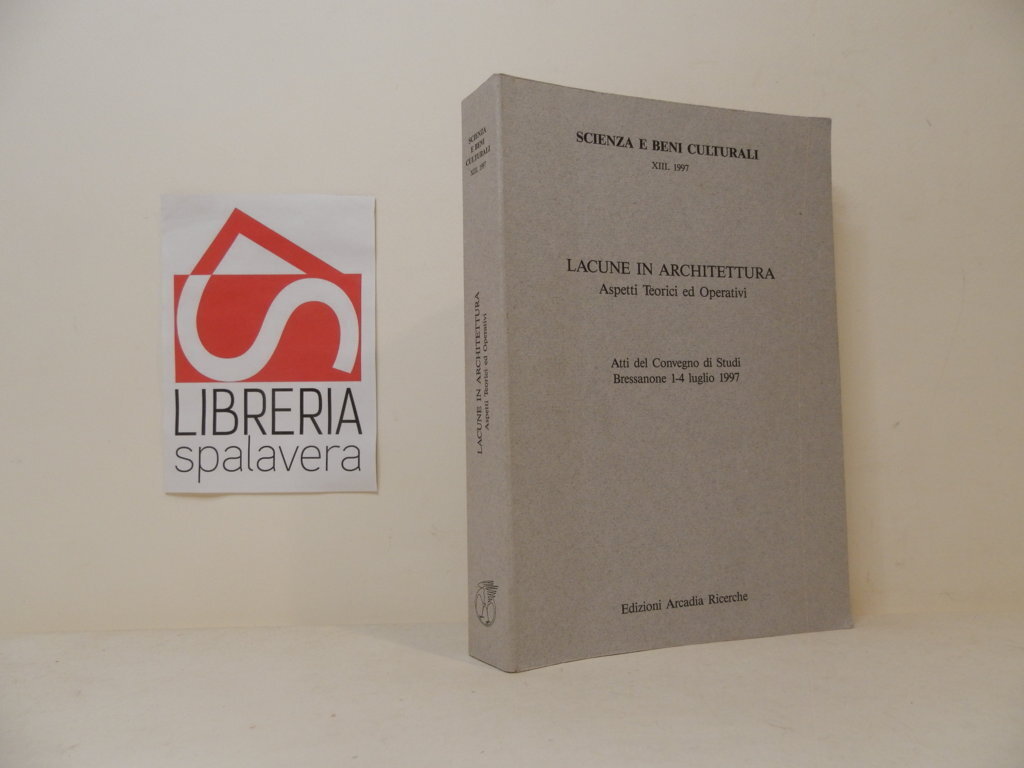 LIBRERIA
spalavera
SCIENZA
E BENI
CULTURALI
XIII. 1997
LACUNE IN ARCHITETTURA
Aspetti Teorici ed Operativi
SCIENZA E BENI CULTURALI
XIII. 1997
LACUNE IN ARCHITETTURA
Aspetti Teorici ed Operativi
Atti del Convegno di Studi
Bressanone 1-4 luglio 1997
Edizioni Arcadia Ricerche